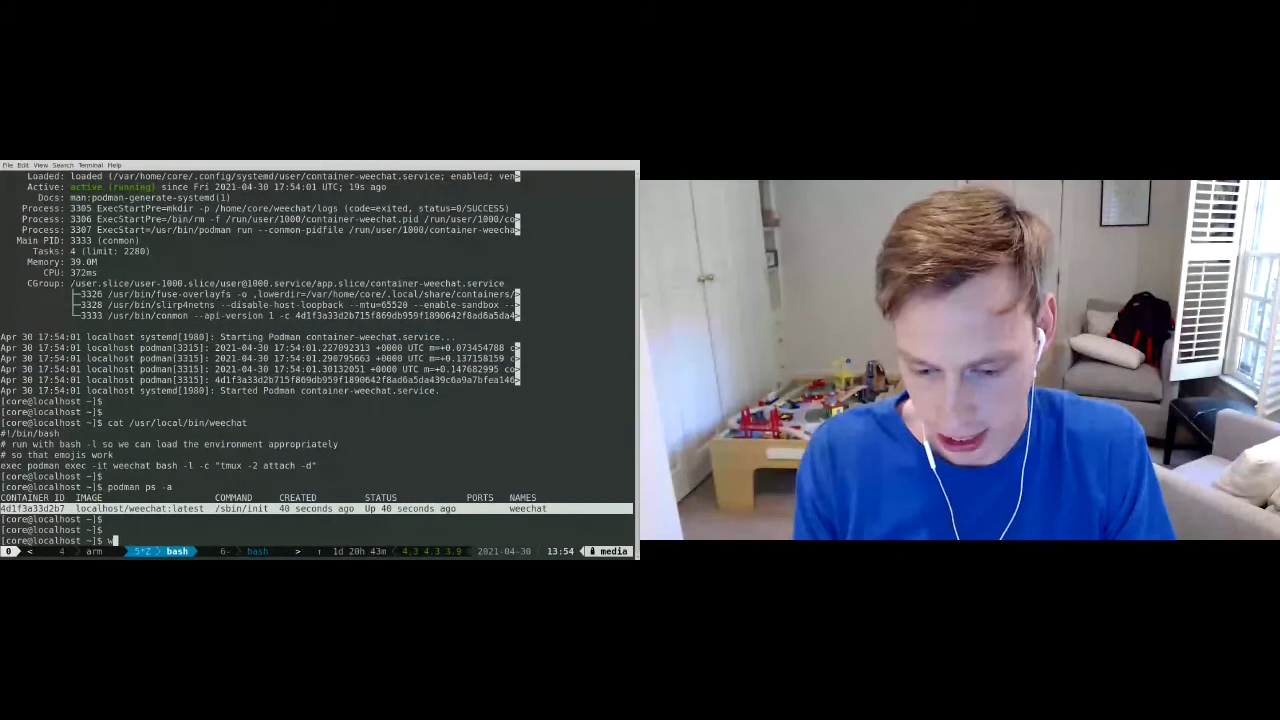 File Edit View Search Terminal Help
Loaded: loaded (/var/home/core/.config/systemd/user/container-weechat.service; enabled; ven>
Active: active (running) since Fri 2021-04-30 17:54:01 UTC; 19s ago
Docs: man:podman-generate-systemd(1)
Process: 3305 ExecStartPre=mkdir -p /home/core/weechat/logs (code=exited, status=0/SUCCESS)
Process: 3306 ExecStartPre=/bin/rm -f /run/user/1000/container-weechat.pid /run/user/1000/co>
Process: 3307 ExecStart=/usr/bin/podman run --conmon-pidfile /run/user/1000/container-weecha>
Main PID: 3333 (conmon)
Tasks: 4 (limit: 2280)
Memory: 39.0M
CPU: 372ms
CGroup: /user.slice/user-1000.slice/user@1000.service/app.slice/container-weechat.service
├─3326 /usr/bin/fuse-overlayfs -o ,lowerdir=/var/home/core/.local/share/containers/>
├─3328 /usr/bin/slirp4netns --disable-host-loopback --mtu=65520 --enable-sandbox -->
└─3333 /usr/bin/conmon --api-version 1 -c 4d1f3a33d2b715f869db959f1890642f8ad6a5da4>
Apr 30 17:54:01 localhost systemd[1980]: Starting Podman container-weechat.service...
Apr 30 17:54:01 localhost podman[3315]: 2021-04-30 17:54:01.227092313 +0000 UTC m=+0.073454788 c>
Apr 30 17:54:01 localhost podman[3315]: 2021-04-30 17:54:01.290795663 +0000 UTC m=+0.137158159 c>
Apr 30 17:54:01 localhost podman[3315]: 2021-04-30 17:54:01.30132051 +0000 UTC m=+0.147682995 co>
Apr 30 17:54:01 localhost podman[3315]: 4d1f3a33d2b715f869db959f1890642f8ad6a5da439c6a9a7bfea146>
Apr 30 17:54:01 localhost systemd[1980]: Started Podman container-weechat.service.
[core@localhost ~]$
[core@localhost ~]$
[core@localhost ~]$ cat /usr/local/bin/weechat
#!/bin/bash
# run with bash -l so we can load the environment appropriately
# so that emojis work
exec podman exec -it weechat bash -l -c "tmux -2 attach -d"
[core@localhost ~]$
[core@localhost ~]$ podman ps -a
CONTAINER ID IMAGE COMMAND CREATED STATUS PORTS NAMES
4d1f3a33d2b7 localhost/weechat:latest /sbin/init 40 seconds ago Up 40 seconds ago weechat
[core@localhost ~]$
[core@localhost ~]$
[core@localhost ~]$ w
0 < 4 arm 5*Z bash 6- bash > ↑ 1d 20h 43m 4.3 4.3 3.9 2021-04-30 13:54 media